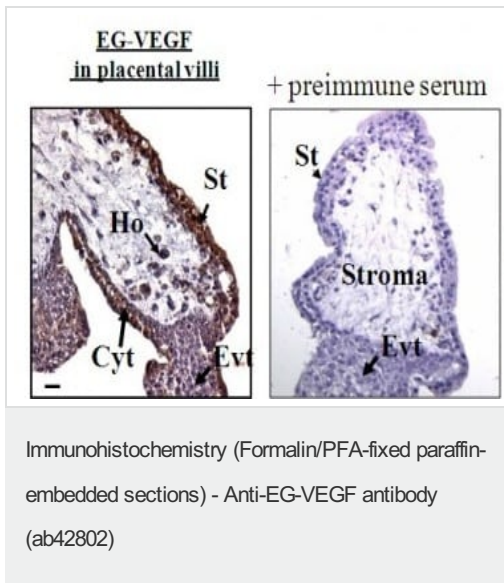 EG-VEGF
in placental villi
+ preimmune serum
St
Ho
Cyt
Evt
St
Stroma
Evt
Immunohistochemistry (Formalin/PFA-fixed paraffin-
embedded sections) - Anti-EG-VEGF antibody
(ab42802)